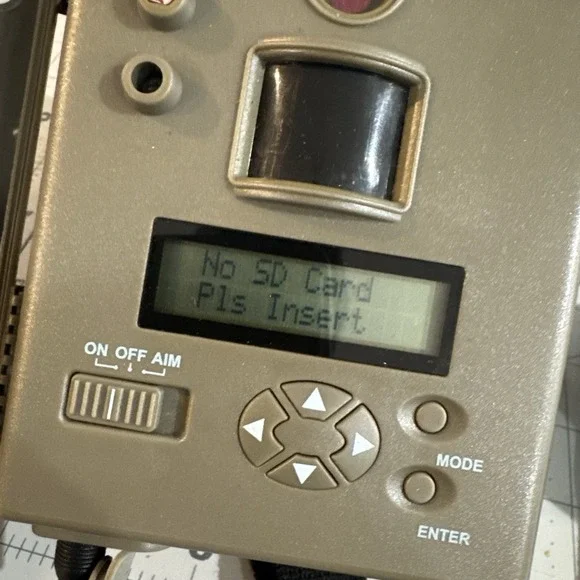 No SD Card
Pls Insert
ON OFF AIM
MODE
ENTER